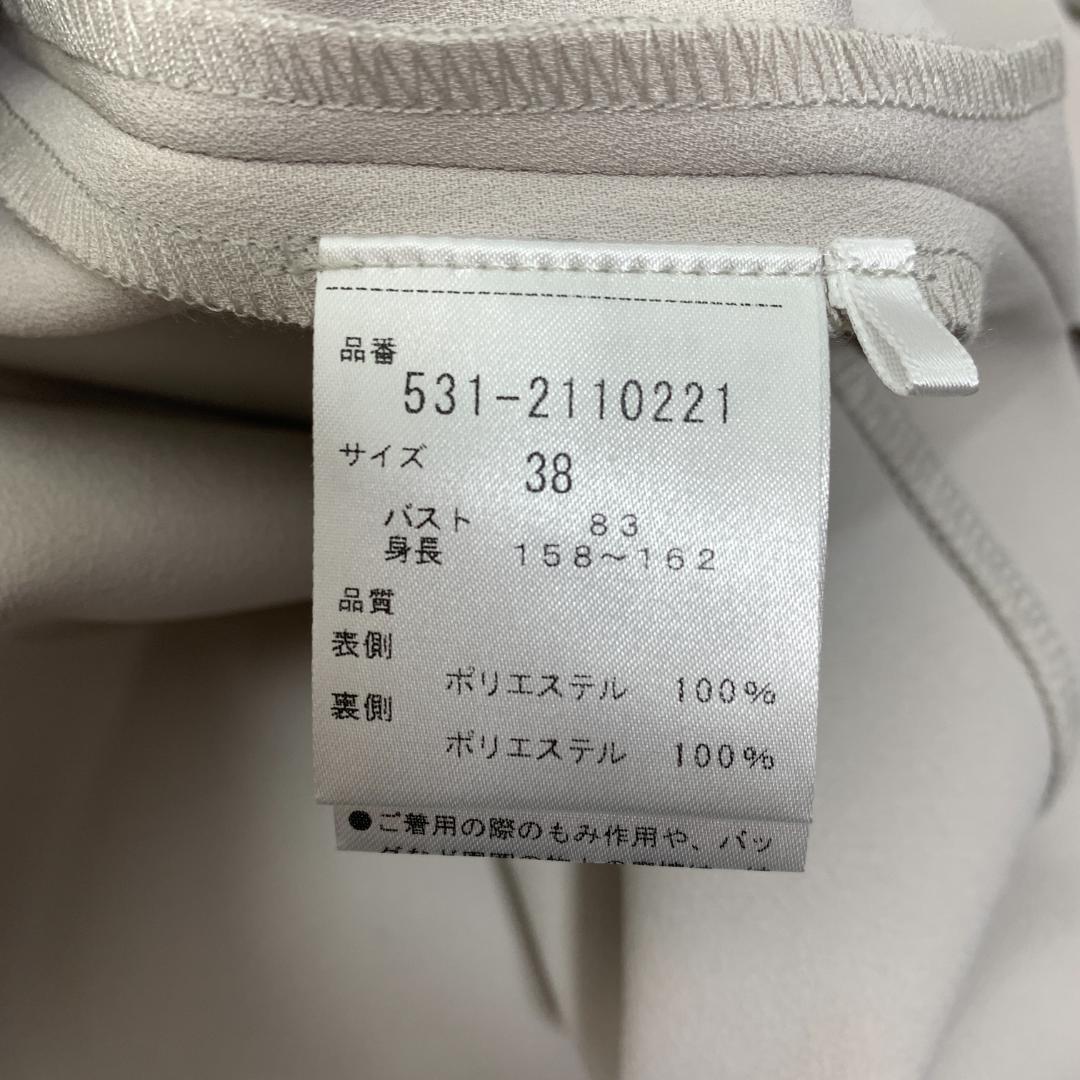 品番
531-2110221
サイズ 38
バスト 83
身長 158～162
品質
表側
ポリエステル 100%
裏側
ポリエステル 100%
●ご着用の際のもみ作用や、バッ